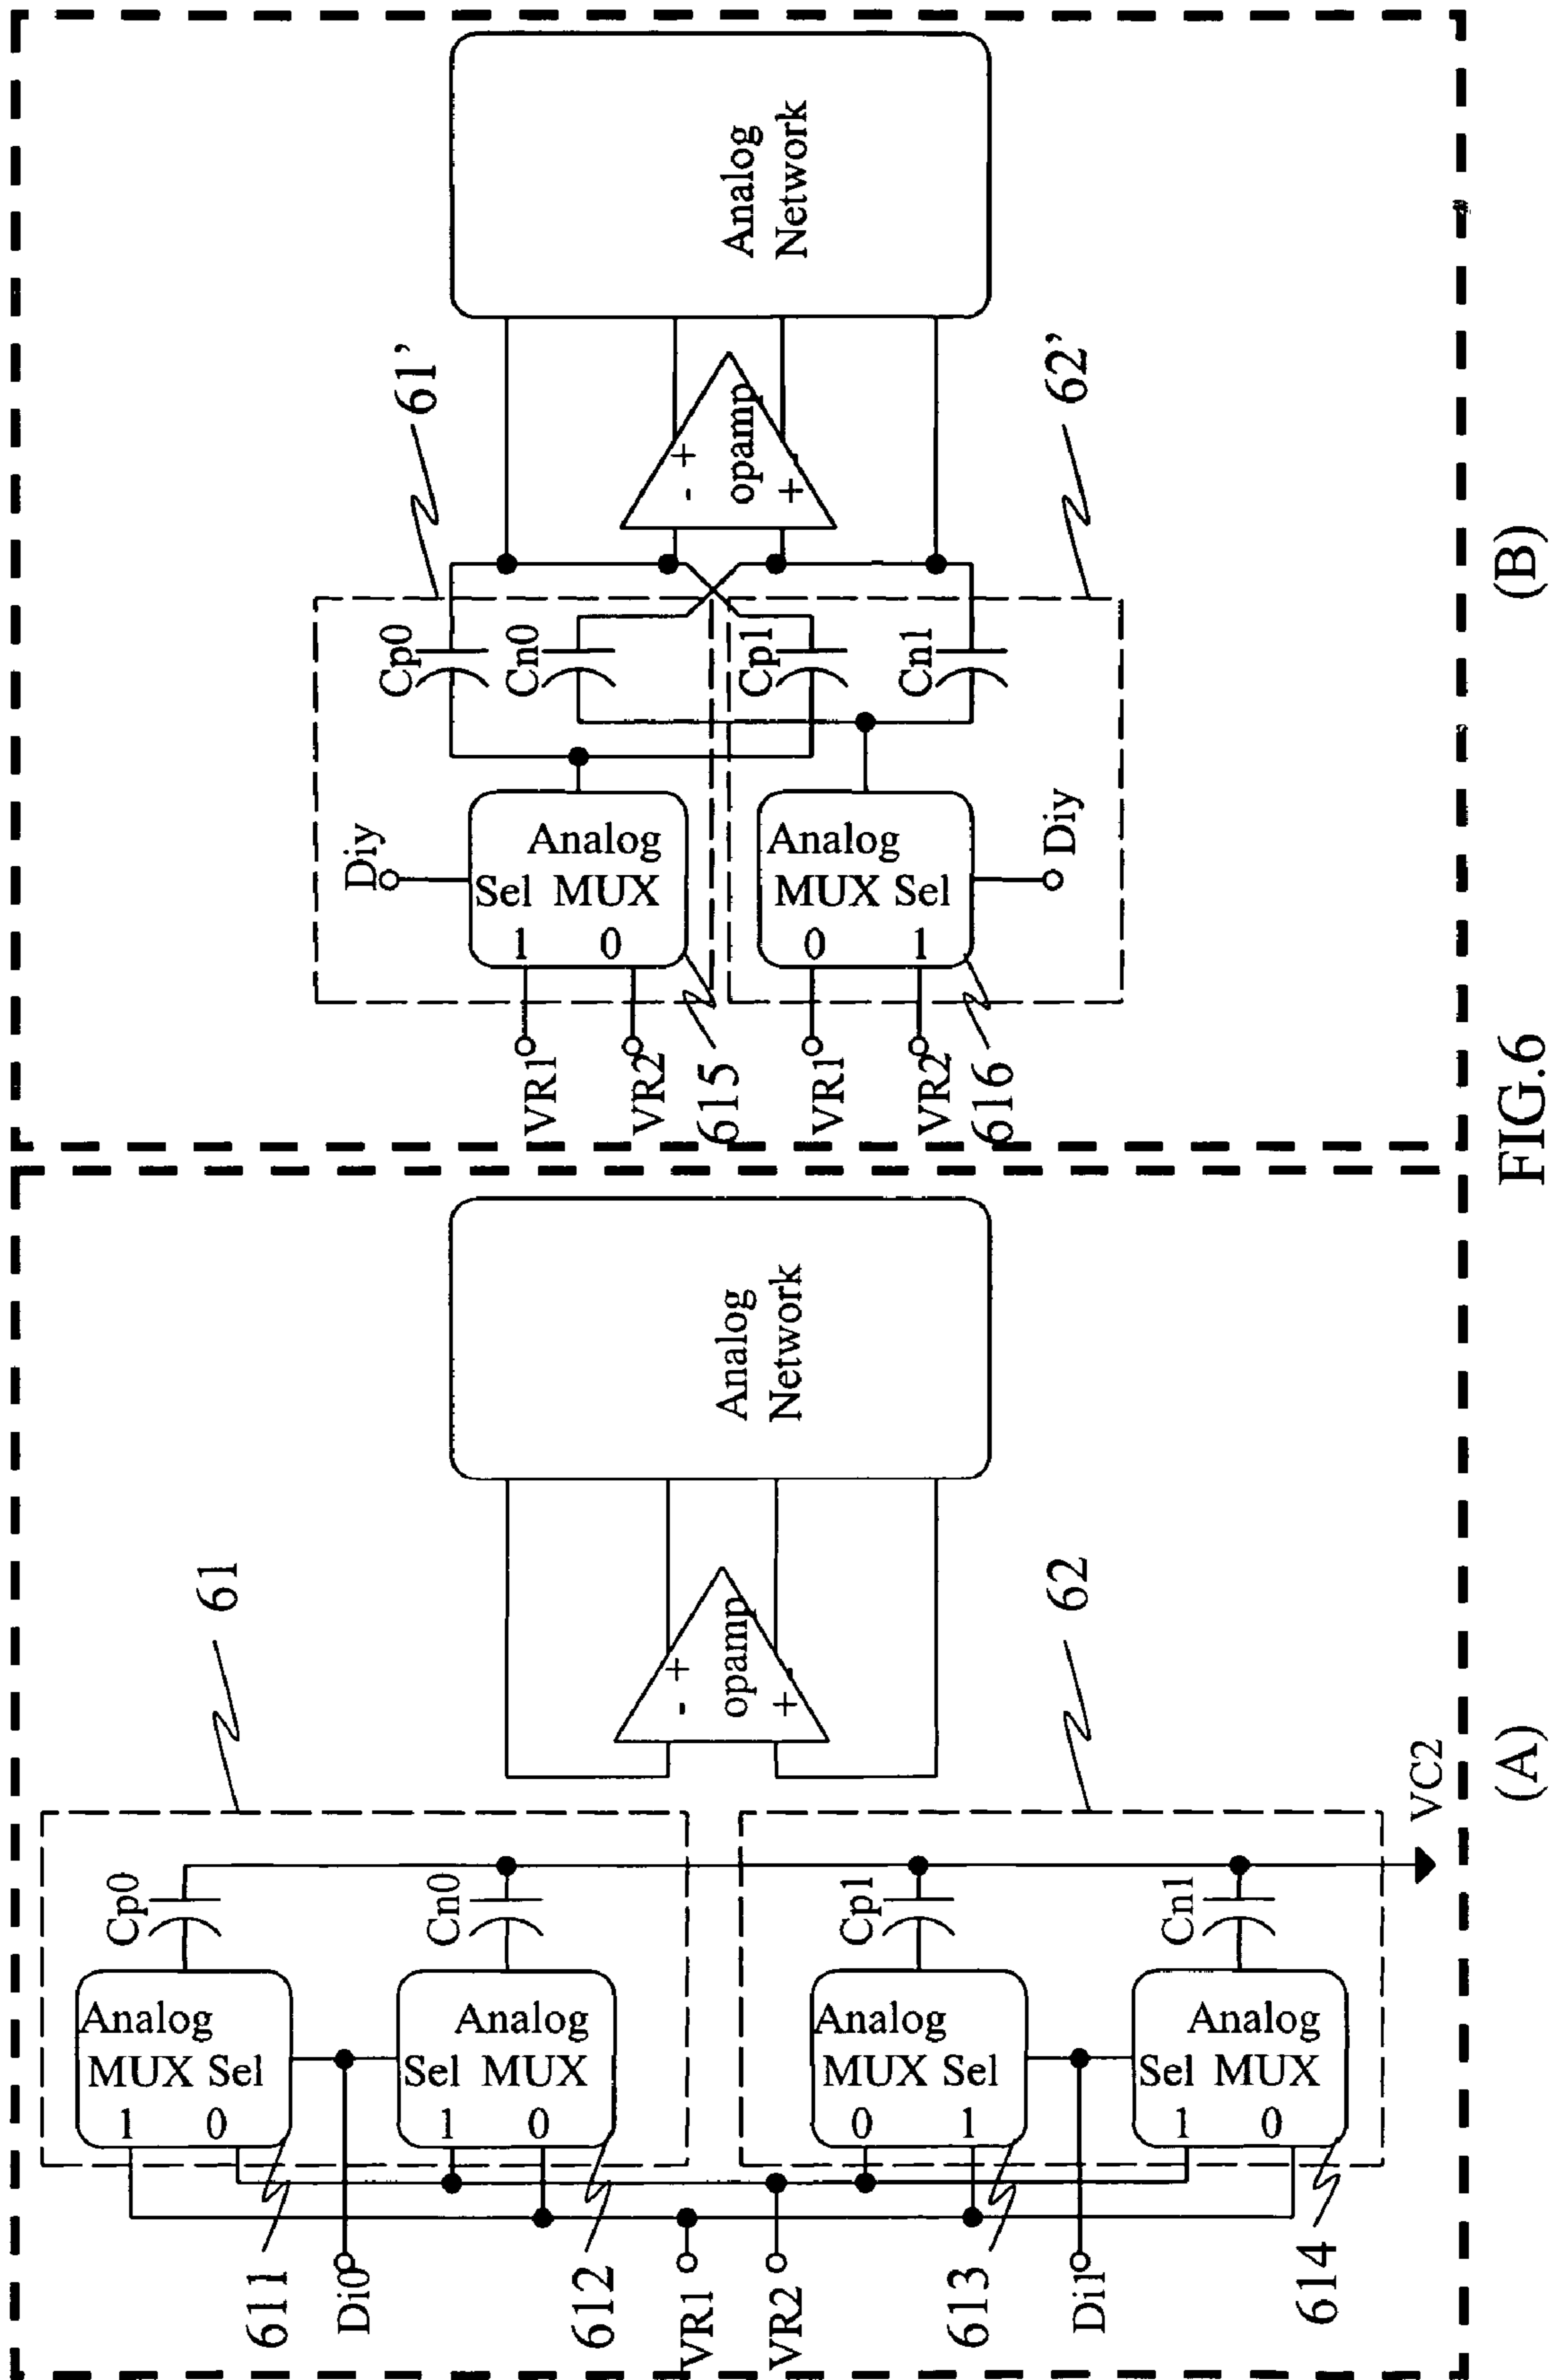 61
62
Cp0
Cn0
Cp1
Cn1
Analog
MUX Sel
1 0
Analog
Sel MUX
1 0
Analog
MUX Sel
0 1
Analog
Sel MUX
1 0
611
Di0
612
VR1
VR2
613
Di1
614
- +
opamp
+ -
Analog
Network
VC2
(A)
61'
62'
Cp0
Cn0
Cp1
Cn1
Diy
Analog
Sel MUX
1 0
Analog
MUX Sel
0 1
Diy
VR1
VR2
615
VR1
VR2
616
- +
opamp
+ -
Analog
Network
(B)
FIG.6